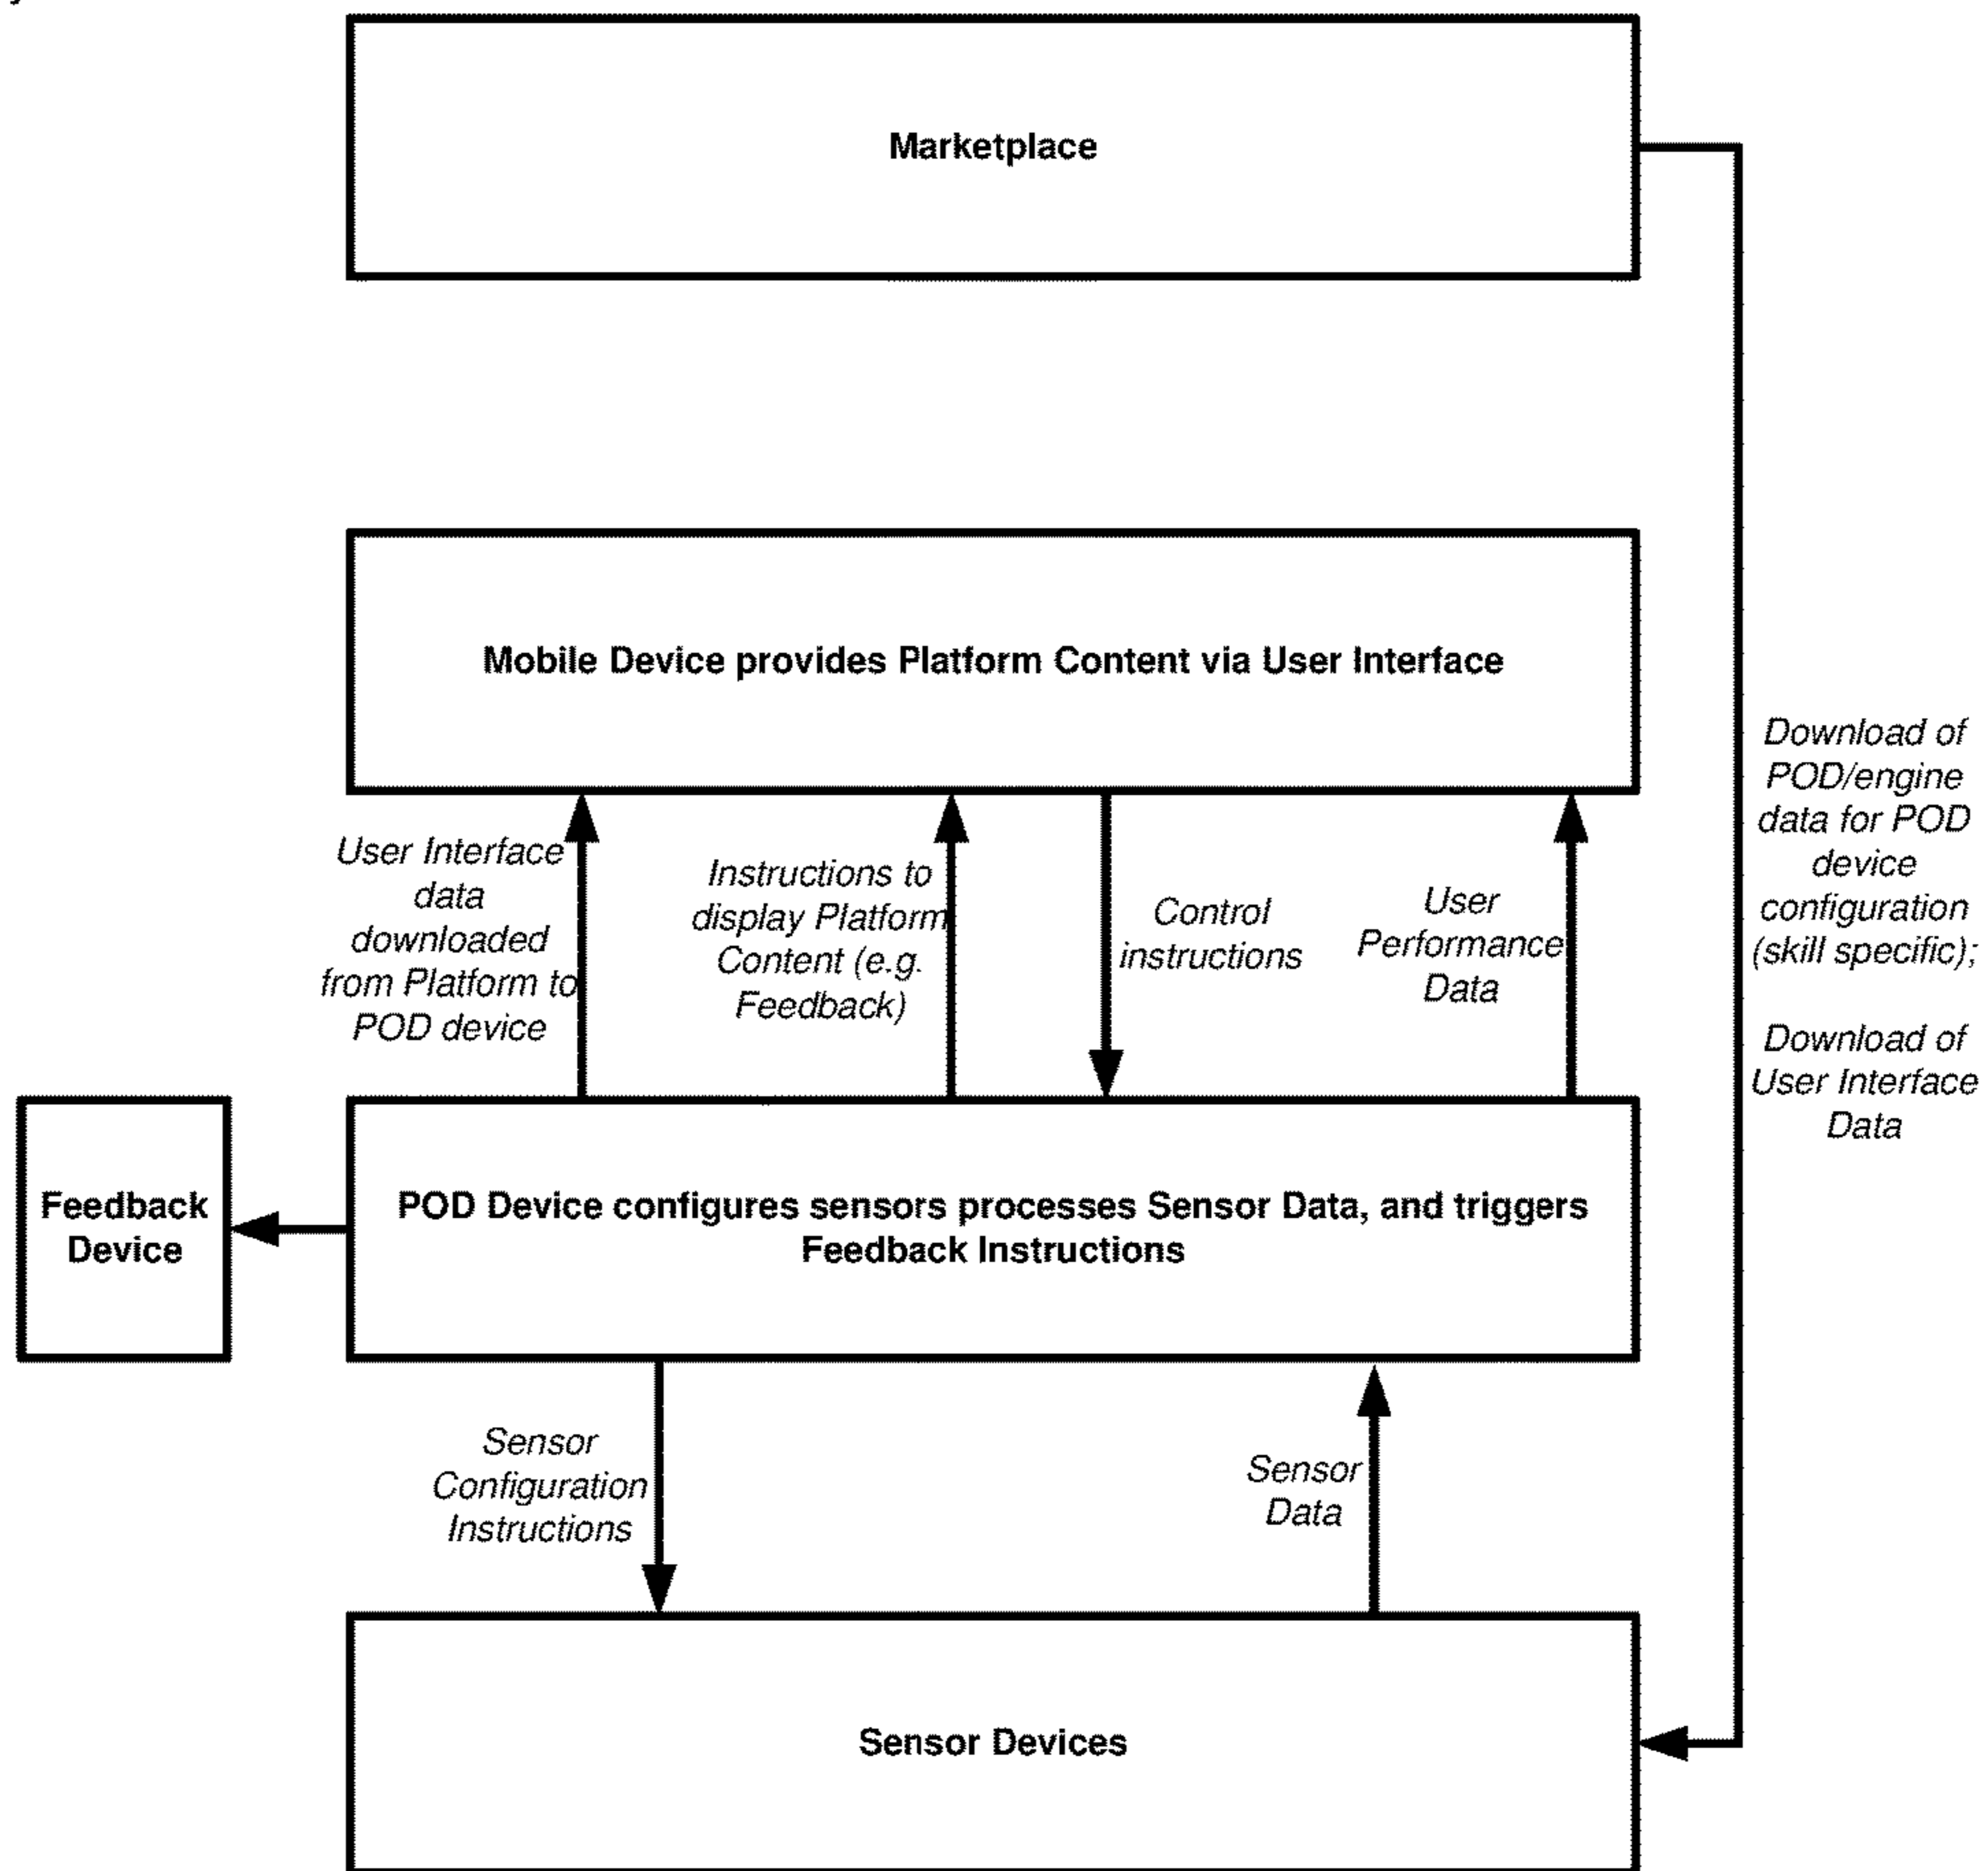 Marketplace
Mobile Device provides Platform Content via User Interface
Download of
POD/engine
data for POD
device
configuration
(skill specific);
Download of
User Interface
Data
User Interface
data
downloaded
from Platform to
POD device
Instructions to
display Platform
Content (e.g.
Feedback)
Control
instructions
User
Performance
Data
Feedback
Device
POD Device configures sensors processes Sensor Data, and triggers
Feedback Instructions
Sensor
Configuration
Instructions
Sensor
Data
Sensor Devices